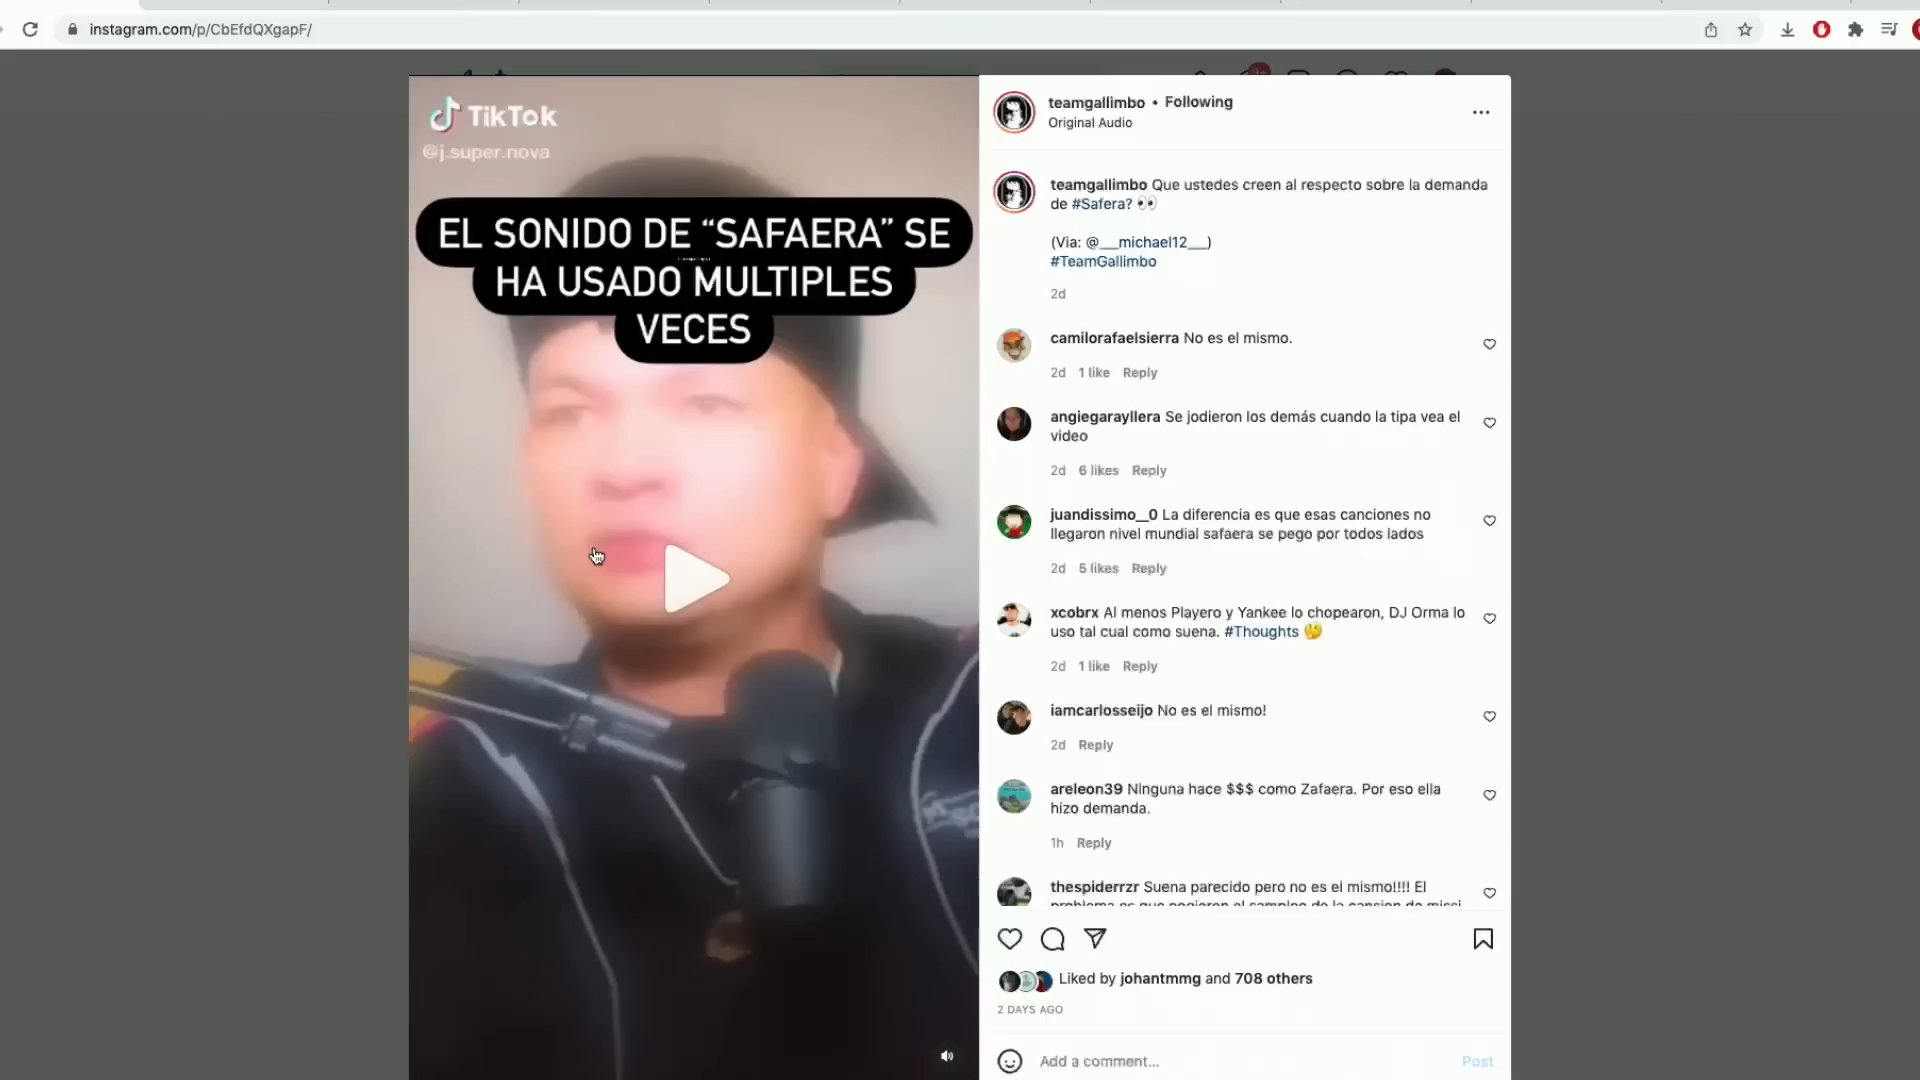 instagram.com/p/CbEfdQXgapF/
TikTok
@j.super.nova
EL SONIDO DE “SAFAERA” SE
HA USADO MULTIPLES
VECES
teamgallimbo • Following
Original Audio
teamgallimbo Que ustedes creen al respecto sobre la demanda
de #Safera? 👀
(Via: @___michael12___)
#TeamGallimbo
2d
camilorafaelsierra No es el mismo.
2d 1 like Reply
angiegarayllera Se jodieron los demás cuando la tipa vea el
video
2d 6 likes Reply
juandissimo__0 La diferencia es que esas canciones no
llegaron nivel mundial safaera se pego por todos lados
2d 5 likes Reply
xcobrx Al menos Playero y Yankee lo chopearon, DJ Orma lo
uso tal cual como suena. #Thoughts 🤔
2d 1 like Reply
iamcarlosseijo No es el mismo!
2d Reply
areleon39 Ninguna hace $$$ como Zafaera. Por eso ella
hizo demanda.
1h Reply
thespiderrzr Suena parecido pero no es el mismo!!!! El
Liked by johantmmg and 708 others
2 DAYS AGO
Add a comment...
Post